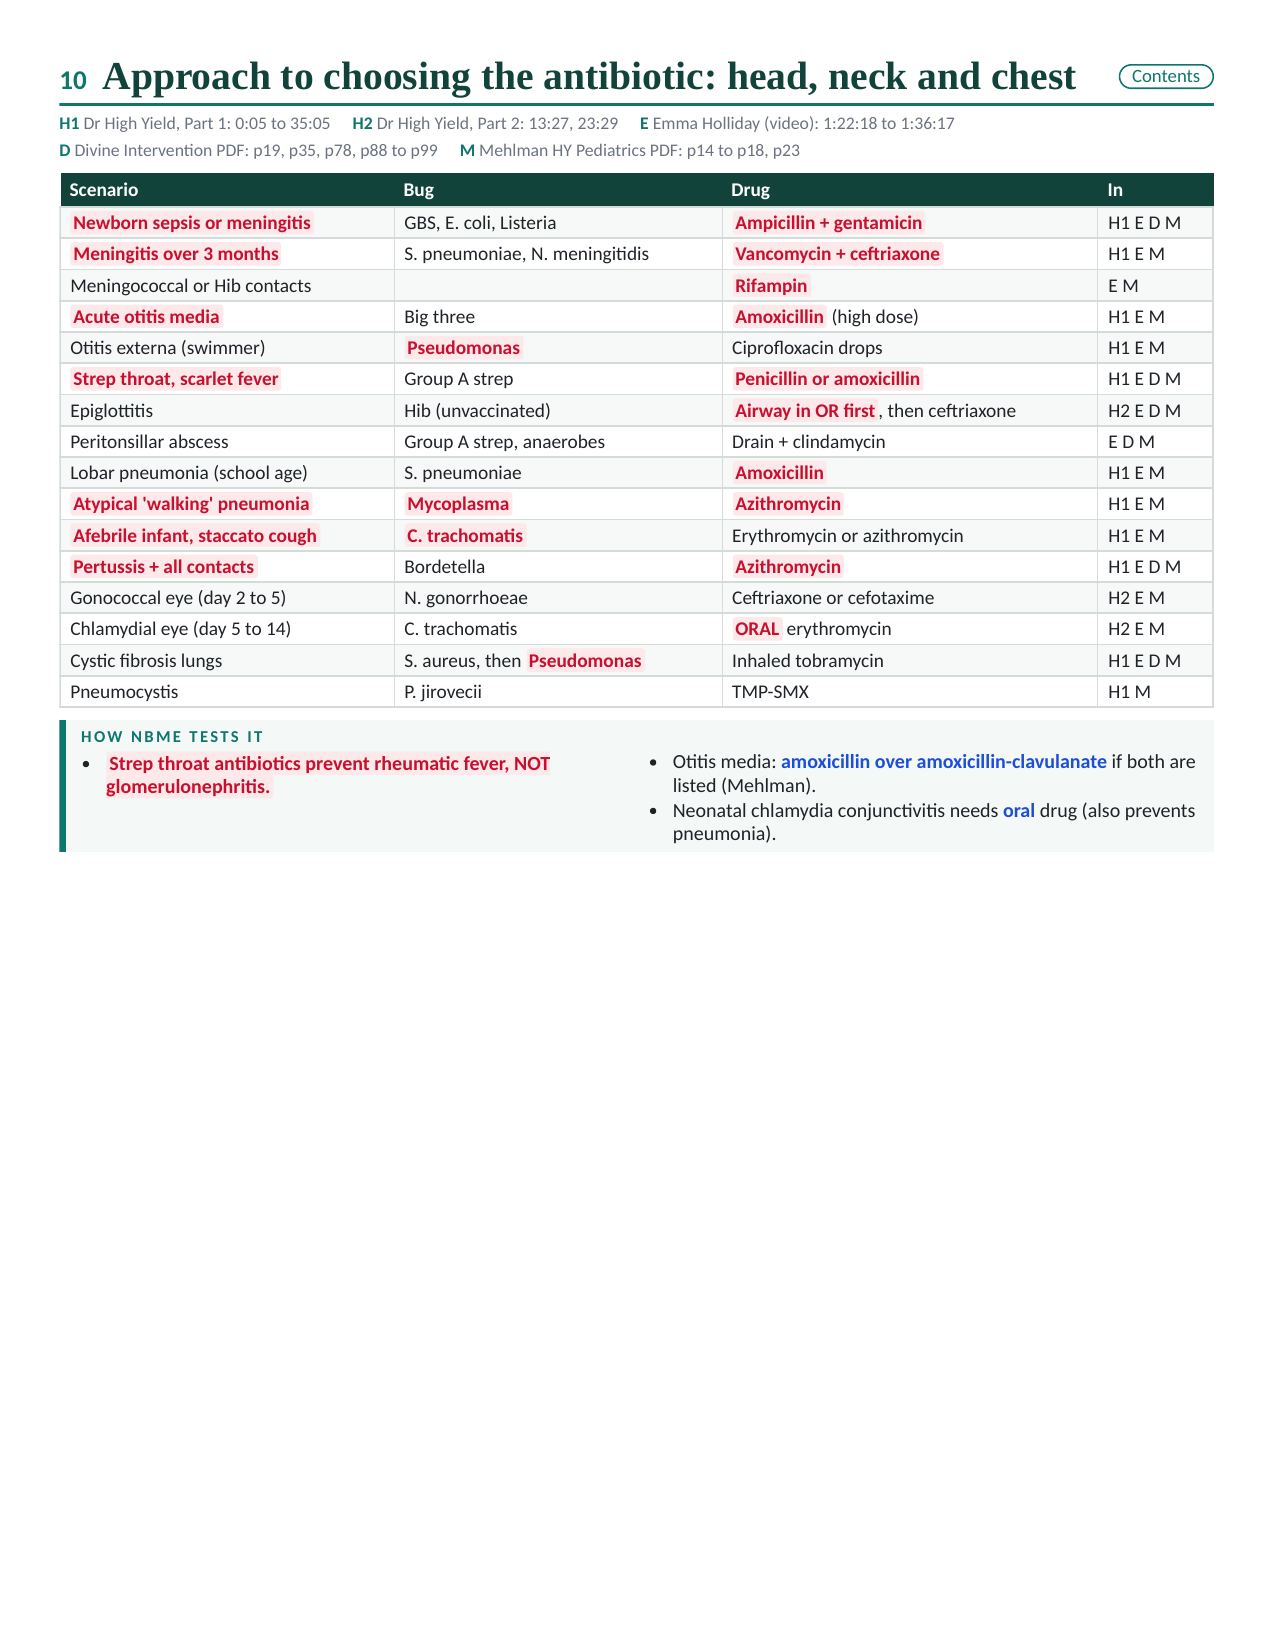 10 Approach to choosing the antibiotic: head, neck and chest Contents
H1 Dr High Yield, Part 1: 0:05 to 35:05 H2 Dr High Yield, Part 2: 13:27, 23:29 E Emma Holliday (video): 1:22:18 to 1:36:17
D Divine Intervention PDF: p19, p35, p78, p88 to p99 M Mehlman HY Pediatrics PDF: p14 to p18, p23
Scenario Bug Drug In
Newborn sepsis or meningitis GBS, E. coli, Listeria Ampicillin + gentamicin H1 E D M
Meningitis over 3 months S. pneumoniae, N. meningitidis Vancomycin + ceftriaxone H1 E M
Meningococcal or Hib contacts Rifampin E M
Acute otitis media Big three Amoxicillin (high dose) H1 E M
Otitis externa (swimmer) Pseudomonas Ciprofloxacin drops H1 E M
Strep throat, scarlet fever Group A strep Penicillin or amoxicillin H1 E D M
Epiglottitis Hib (unvaccinated) Airway in OR first, then ceftriaxone H2 E D M
Peritonsillar abscess Group A strep, anaerobes Drain + clindamycin E D M
Lobar pneumonia (school age) S. pneumoniae Amoxicillin H1 E M
Atypical 'walking' pneumonia Mycoplasma Azithromycin H1 E M
Afebrile infant, staccato cough C. trachomatis Erythromycin or azithromycin H1 E M
Pertussis + all contacts Bordetella Azithromycin H1 E D M
Gonococcal eye (day 2 to 5) N. gonorrhoeae Ceftriaxone or cefotaxime H2 E M
Chlamydial eye (day 5 to 14) C. trachomatis ORAL erythromycin H2 E M
Cystic fibrosis lungs S. aureus, then Pseudomonas Inhaled tobramycin H1 E D M
Pneumocystis P. jirovecii TMP-SMX H1 M
HOW NBME TESTS IT
• Strep throat antibiotics prevent rheumatic fever, NOT
glomerulonephritis.
• Otitis media: amoxicillin over amoxicillin-clavulanate if both are
listed (Mehlman).
• Neonatal chlamydia conjunctivitis needs oral drug (also prevents
pneumonia).